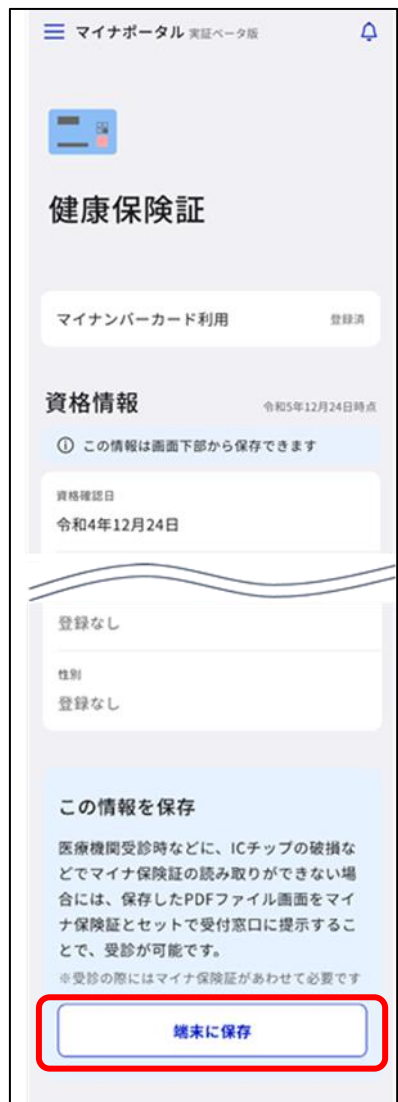 マイナポータル 実証ベータ版
健康保険証
マイナンバーカード利用 登録済
資格情報 令和5年12月24日時点
この情報は画面下部から保存できます
資格確認日
令和4年12月24日
登録なし
性別
登録なし
この情報を保存
医療機関受診時などに、ICチップの破損な
どでマイナ保険証の読み取りができない場
合には、保存したPDFファイル画面をマイ
ナ保険証とセットで受付窓口に提示するこ
とで、受診が可能です。
※受診の際にはマイナ保険証があわせて必要です
端末に保存